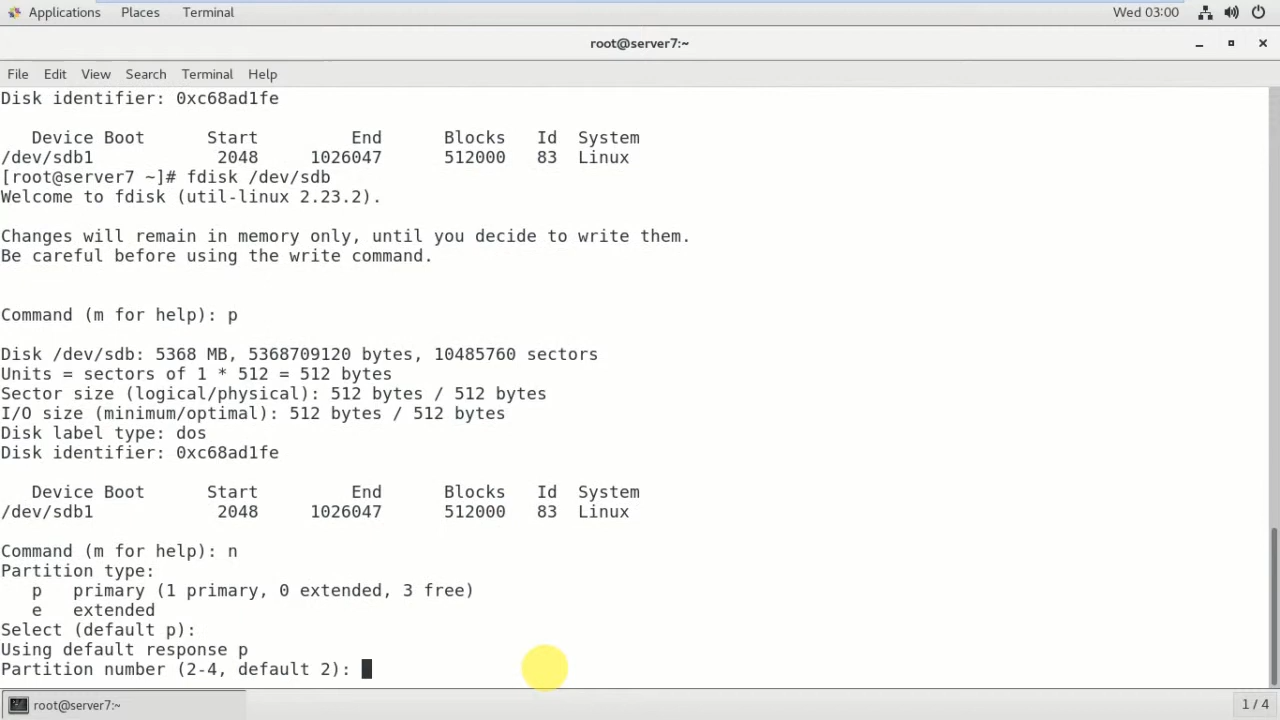 Applications Places Terminal Wed 03:00
root@server7:~
File Edit View Search Terminal Help
Disk identifier: 0xc68ad1fe
Device Boot Start End Blocks Id System
/dev/sdb1 2048 1026047 512000 83 Linux
[root@server7 ~]# fdisk /dev/sdb
Welcome to fdisk (util-linux 2.23.2).
Changes will remain in memory only, until you decide to write them.
Be careful before using the write command.
Command (m for help): p
Disk /dev/sdb: 5368 MB, 5368709120 bytes, 10485760 sectors
Units = sectors of 1 * 512 = 512 bytes
Sector size (logical/physical): 512 bytes / 512 bytes
I/O size (minimum/optimal): 512 bytes / 512 bytes
Disk label type: dos
Disk identifier: 0xc68ad1fe
Device Boot Start End Blocks Id System
/dev/sdb1 2048 1026047 512000 83 Linux
Command (m for help): n
Partition type:
p primary (1 primary, 0 extended, 3 free)
e extended
Select (default p):
Using default response p
Partition number (2-4, default 2):
root@server7:~ 1 / 4